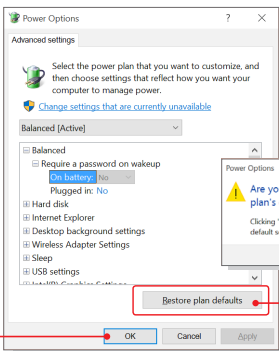 Power Options
Advanced settings
Select the power plan that you want to customize, and
then choose settings that reflect how you want your
computer to manage power.
Change settings that are currently unavailable
Balanced [Active]
Balanced
Require a password on wakeup
On battery: No
Plugged in: No
Hard disk
Internet Explorer
Desktop background settings
Wireless Adapter Settings
Sleep
USB settings
Intel(R) Graphics Settings
Power Options
Are yo
plan's
Clicking
default s
Restore plan defaults
OK Cancel Apply